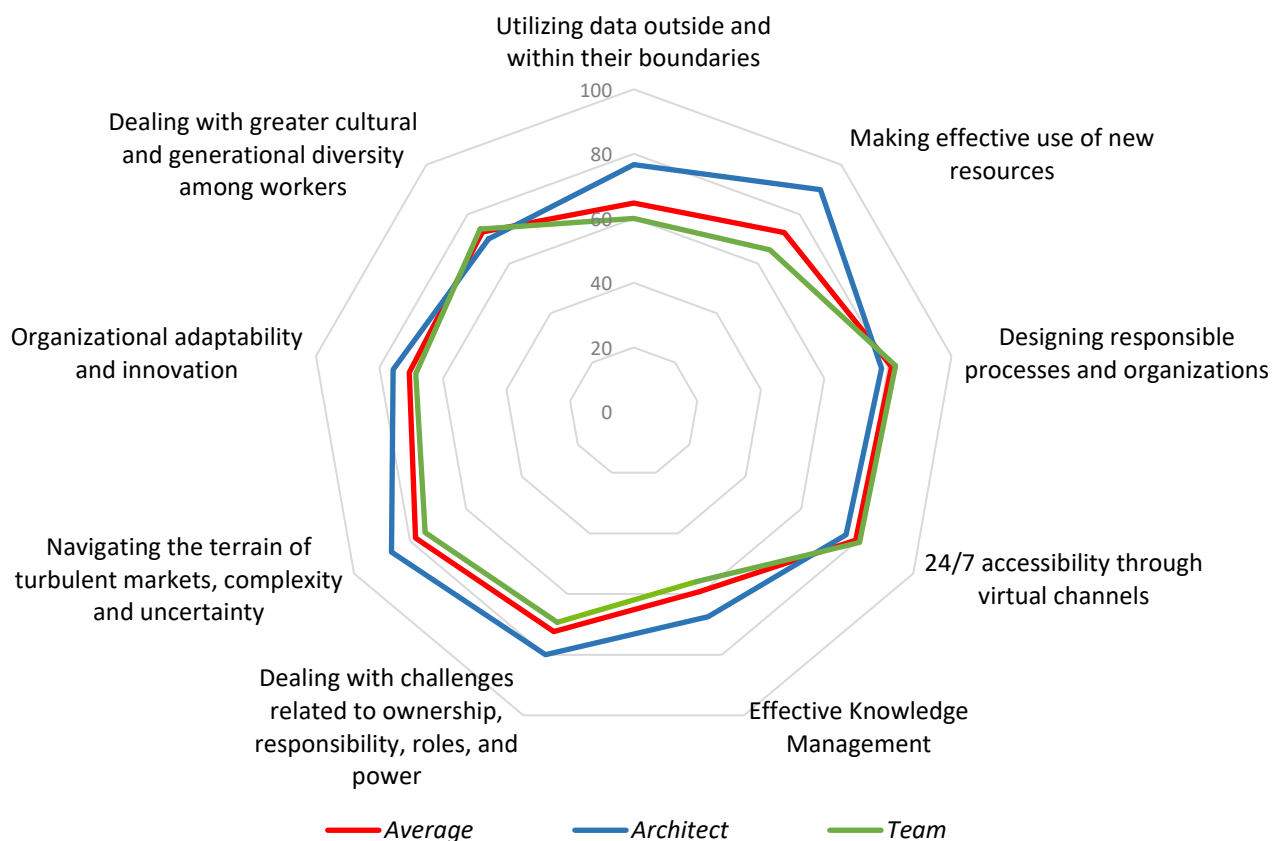 Utilizing data outside and
within their boundaries
100
Dealing with greater cultural
and generational diversity
among workers
Making effective use of new
resources
80
60
40
20
0
Organizational adaptability
and innovation
Designing responsible
processes and organizations
Navigating the terrain of
turbulent markets, complexity
and uncertainty
24/7 accessibility through
virtual channels
Dealing with challenges
related to ownership,
responsibility, roles, and
power
Effective Knowledge
Management
Average
Architect
Team